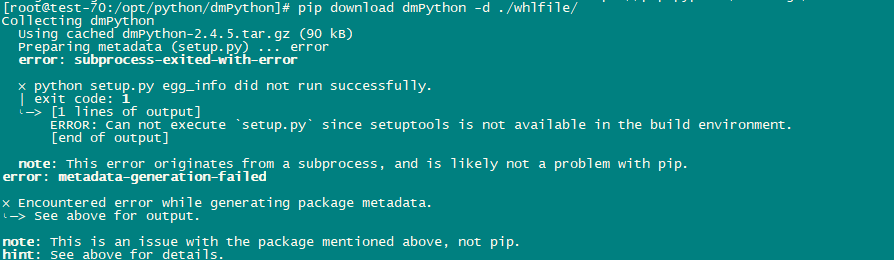 [root@test-70:/opt/python/dmPython]# pip download dmPython -d ./whlfile/
Collecting dmPython
  Using cached dmPython-2.4.5.tar.gz (90 kB)
  Preparing metadata (setup.py) ... error
  error: subprocess-exited-with-error

  × python setup.py egg_info did not run successfully.
  │ exit code: 1
  ╰─> [1 lines of output]
      ERROR: Can not execute `setup.py` since setuptools is not available in the build environment.
      [end of output]

  note: This error originates from a subprocess, and is likely not a problem with pip.
error: metadata-generation-failed

× Encountered error while generating package metadata.
╰─> See above for output.

note: This is an issue with the package mentioned above, not pip.
hint: See above for details.